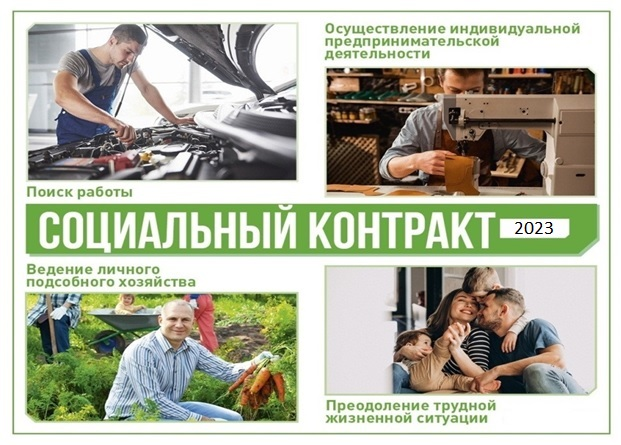 Осуществление индивидуальной
предпринимательской
деятельности
Поиск работы
СОЦИАЛЬНЫЙ КОНТРАКТ 2023
Ведение личного
подсобного хозяйства
Преодоление трудной
жизненной ситуации